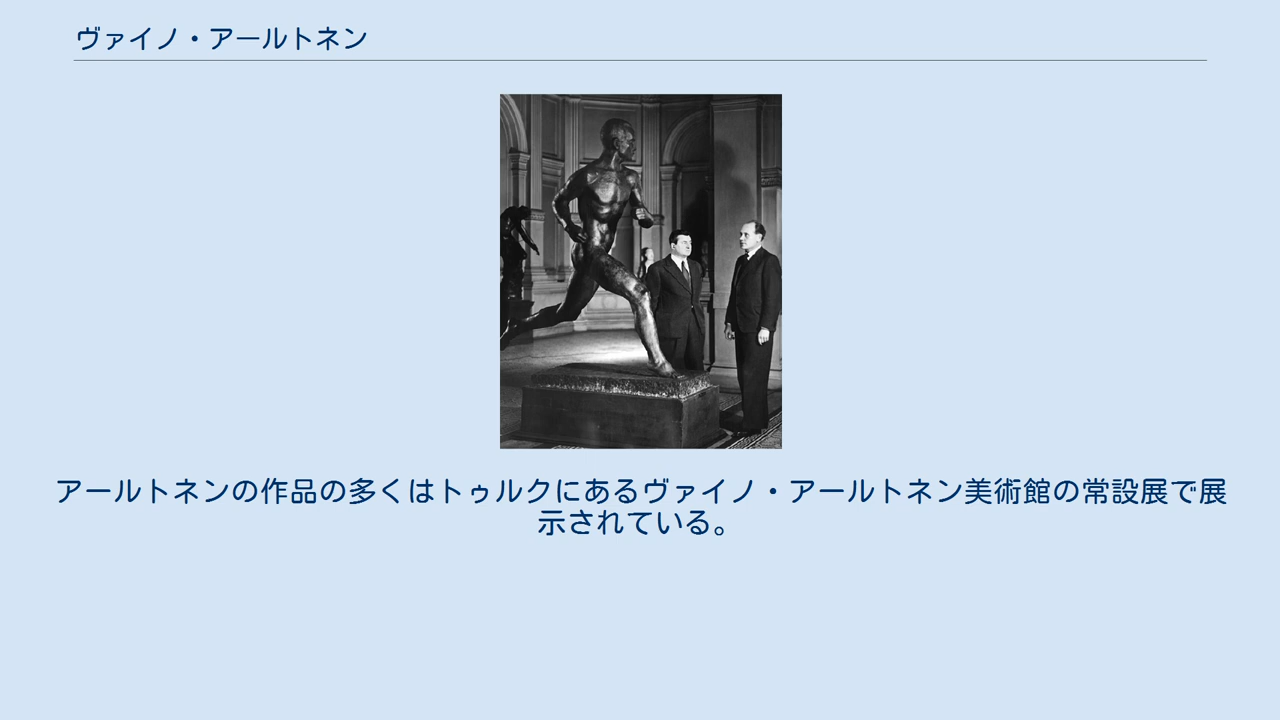 ヴァイノ・アールトネン
アールトネンの作品の多くはトゥルクにあるヴァイノ・アールトネン美術館の常設展で展
示されている。